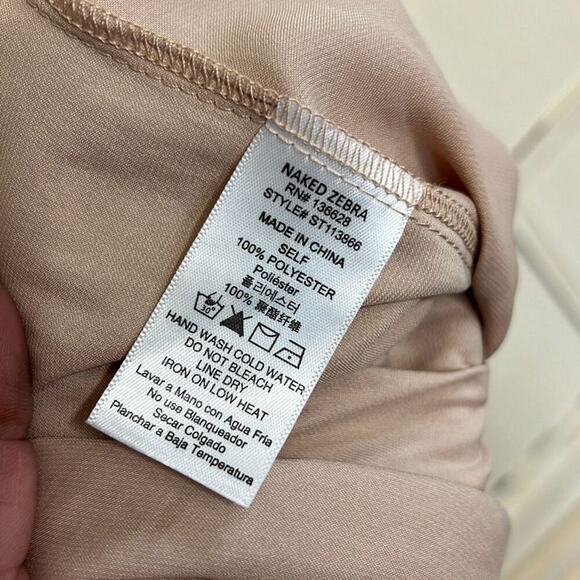 NAKED ZEBRA
RN# 136628
STYLE# ST113866
MADE IN CHINA
SELF
100% POLYESTER
Poliéster
폴리에스터
100% 聚酯纤维
30°
HAND WASH COLD WATER
DO NOT BLEACH
LINE DRY
IRON ON LOW HEAT
Lavar a Mano con Agua Fria
No use Blanqueador
Secar Colgado
Planchar a Baja Temperatura